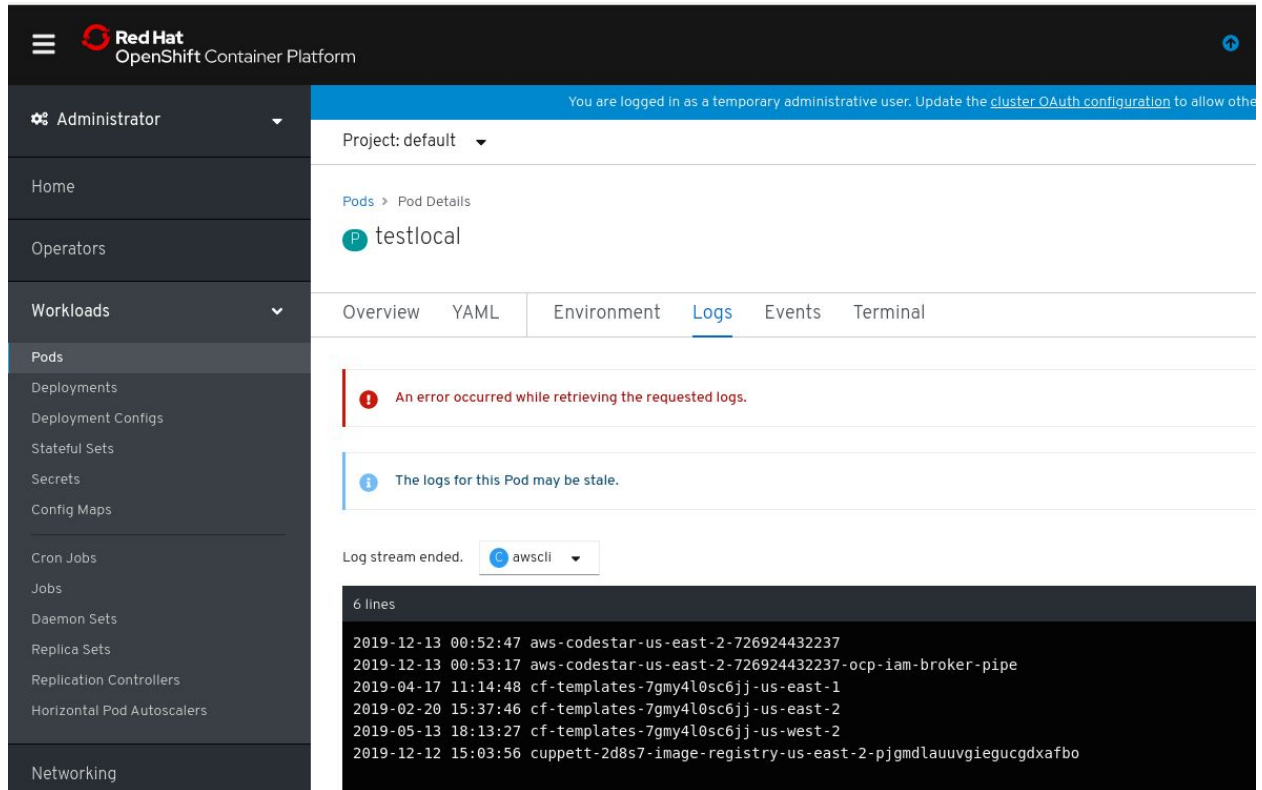 Red Hat
OpenShift Container Platform
You are logged in as a temporary administrative user. Update the cluster OAuth configuration to allow othe
Administrator
Home
Operators
Workloads
Pods
Deployments
Deployment Configs
Stateful Sets
Secrets
Config Maps
Cron Jobs
Jobs
Daemon Sets
Replica Sets
Replication Controllers
Horizontal Pod Autoscalers
Networking
Project: default
Pods > Pod Details
P testlocal
Overview YAML Environment Logs Events Terminal
An error occurred while retrieving the requested logs.
The logs for this Pod may be stale.
Log stream ended. C awscli
6 lines
2019-12-13 00:52:47 aws-codestar-us-east-2-726924432237
2019-12-13 00:53:17 aws-codestar-us-east-2-726924432237-ocp-iam-broker-pipe
2019-04-17 11:14:48 cf-templates-7gmy4l0sc6jj-us-east-1
2019-02-20 15:37:46 cf-templates-7gmy4l0sc6jj-us-east-2
2019-05-13 18:13:27 cf-templates-7gmy4l0sc6jj-us-west-2
2019-12-12 15:03:56 cuppett-2d8s7-image-registry-us-east-2-pjgmdlauuvgiegucgdxafbo